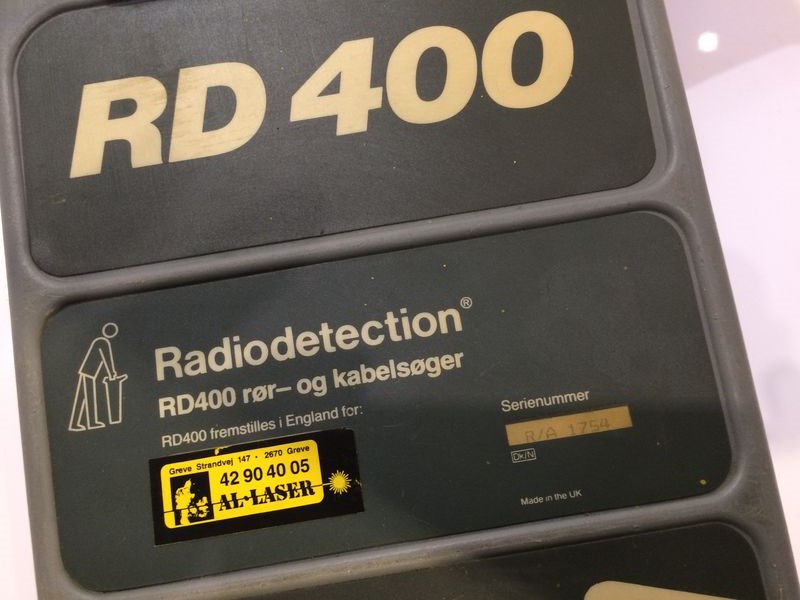 RD 400
Radiodetection®
RD400 rør– og kabelsøger
RD400 fremstilles i England for:
Greve Strandvej 147 • 2670 Greve
42 90 40 05
AL-LASER
Serienummer
R/A 1754
Dk/N
Made in the UK